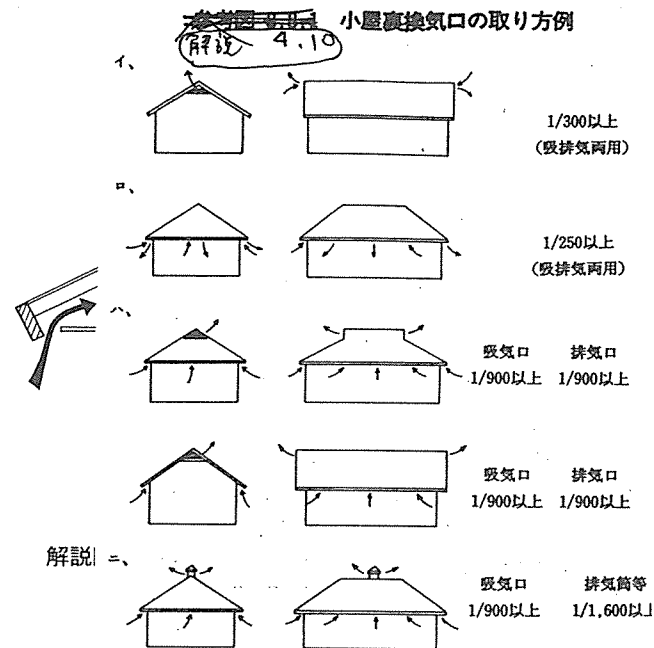 小屋裏換気口の取り方例
解説 4.10
イ、
1/300以上
(吸排気両用)
ロ、
1/250以上
(吸排気両用)
ハ、
吸気口 排気口
1/900以上 1/900以上
吸気口 排気口
1/900以上 1/900以上
解説 ニ、
吸気口 排気筒等
1/900以上 1/1,600以上